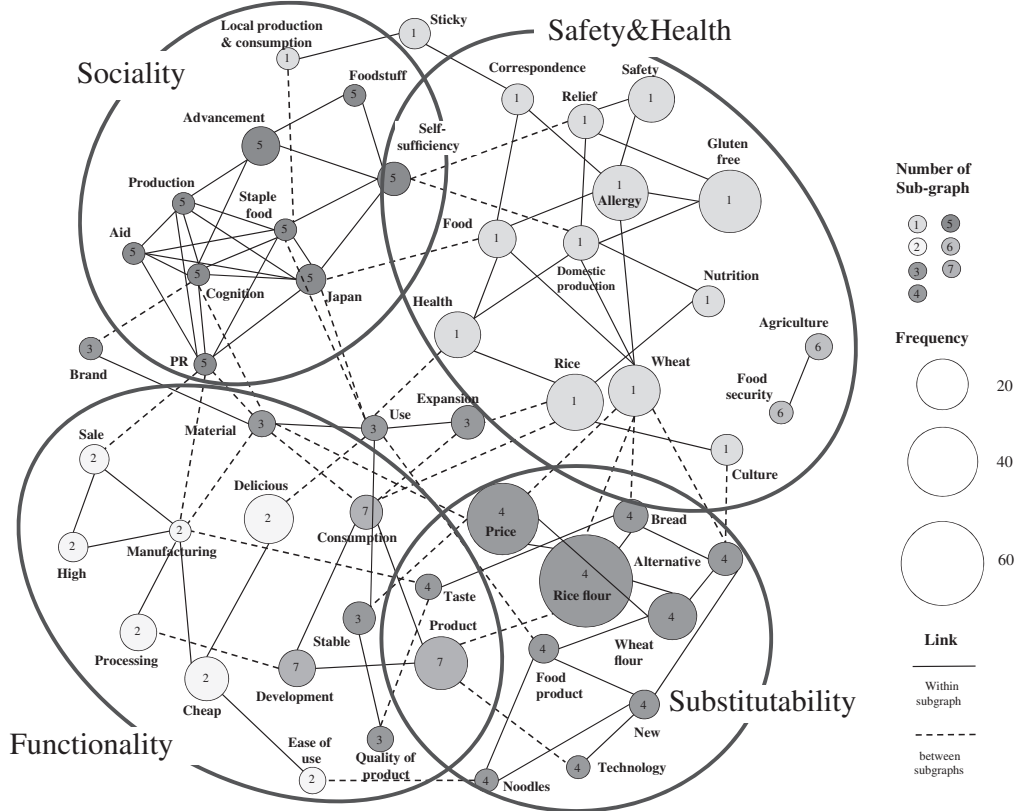 Safety&Health
Sticky
1
Local production
& consumption
1
Sociality
Correspondence
1
Safety
1
Relief
1
Foodstuff
5
Advancement
5
Self-
sufficiency
5
Gluten
free
1
Allergy
1
Production
5
Staple
food
5
Aid
5
Cognition
5
Japan
5
Food
1
Domestic
production
1
Nutrition
1
Health
1
Agriculture
6
Food
security
6
Brand
3
PR
5
Rice
1
Wheat
1
Expansion
3
Use
3
Material
3
Culture
1
Sale
2
Delicious
2
Consumption
7
Price
4
Bread
4
High
2
Manufacturing
2
Alternative
4
Rice flour
4
Taste
4
Stable
3
Product
7
Wheat
flour
4
Processing
2
Cheap
2
Development
7
Food
product
4
New
4
Substitutability
Functionality
Ease of
use
2
Quality of
product
3
Noodles
4
Technology
4
Number of
Sub-graph
1
5
2
6
3
7
4
Frequency
20
40
60
Link
Within
subgraph
between
subgraphs